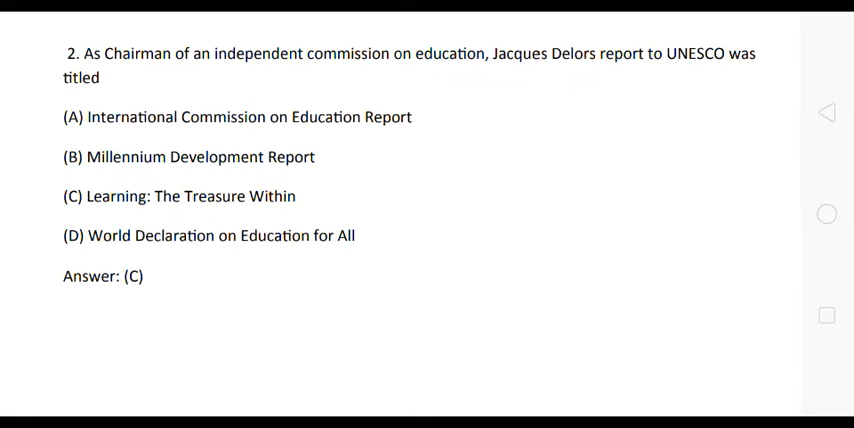 2. As Chairman of an independent commission on education, Jacques Delors report to UNESCO was
titled
(A) International Commission on Education Report
(B) Millennium Development Report
(C) Learning: The Treasure Within
(D) World Declaration on Education for All
Answer: (C)